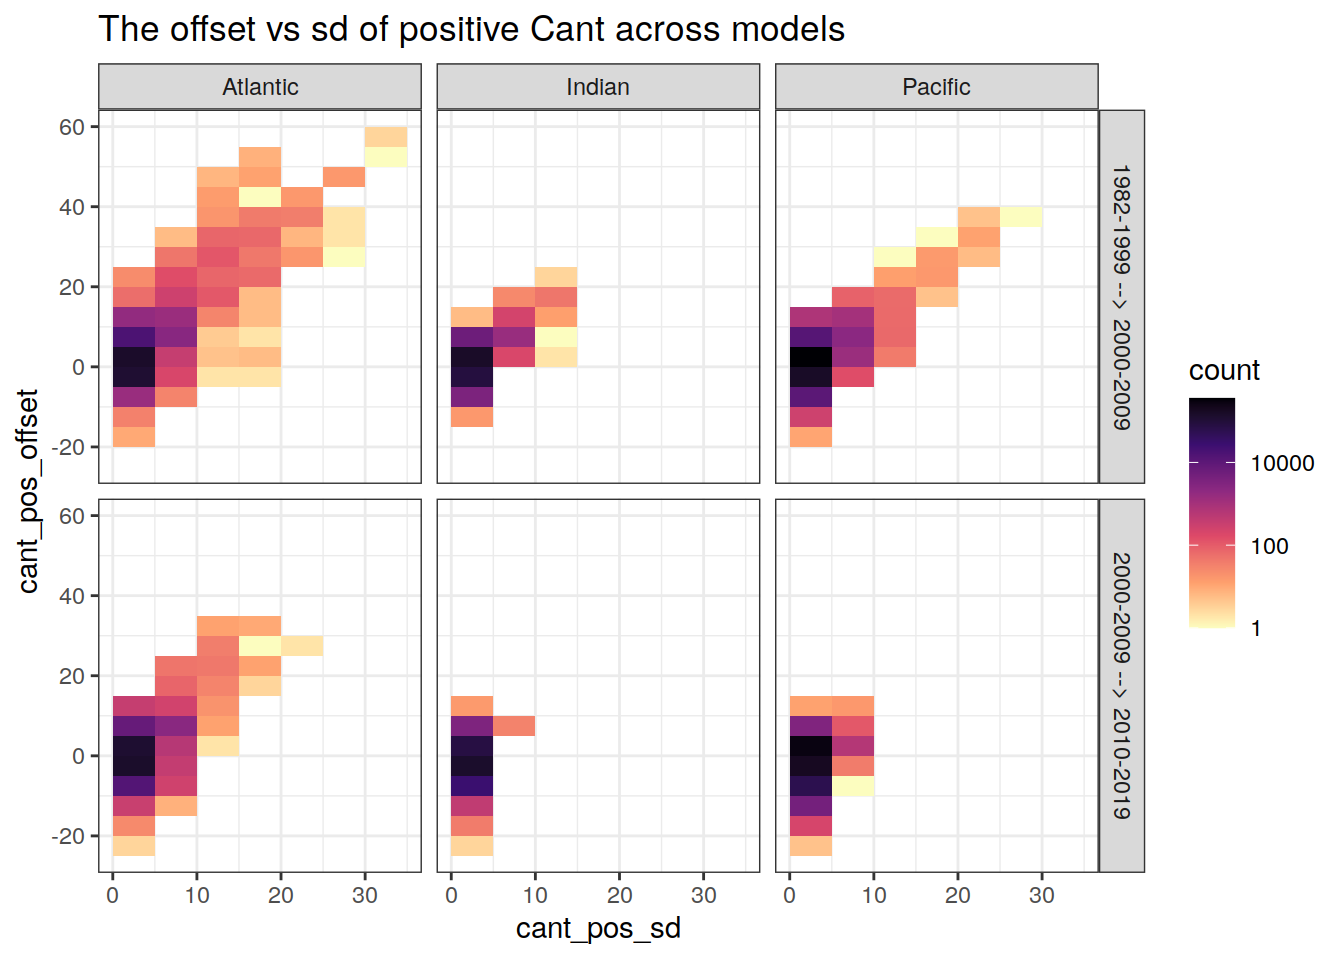 The offset vs sd of positive Cant across models
Atlantic
Indian
Pacific
60
40
20
0
-20
1982-1999 --> 2000-2009
60
40
20
0
-20
2000-2009 --> 2010-2019
0
10
20
30
0
10
20
30
0
10
20
30
cant_pos_sd
cant_pos_offset
count
10000
100
1